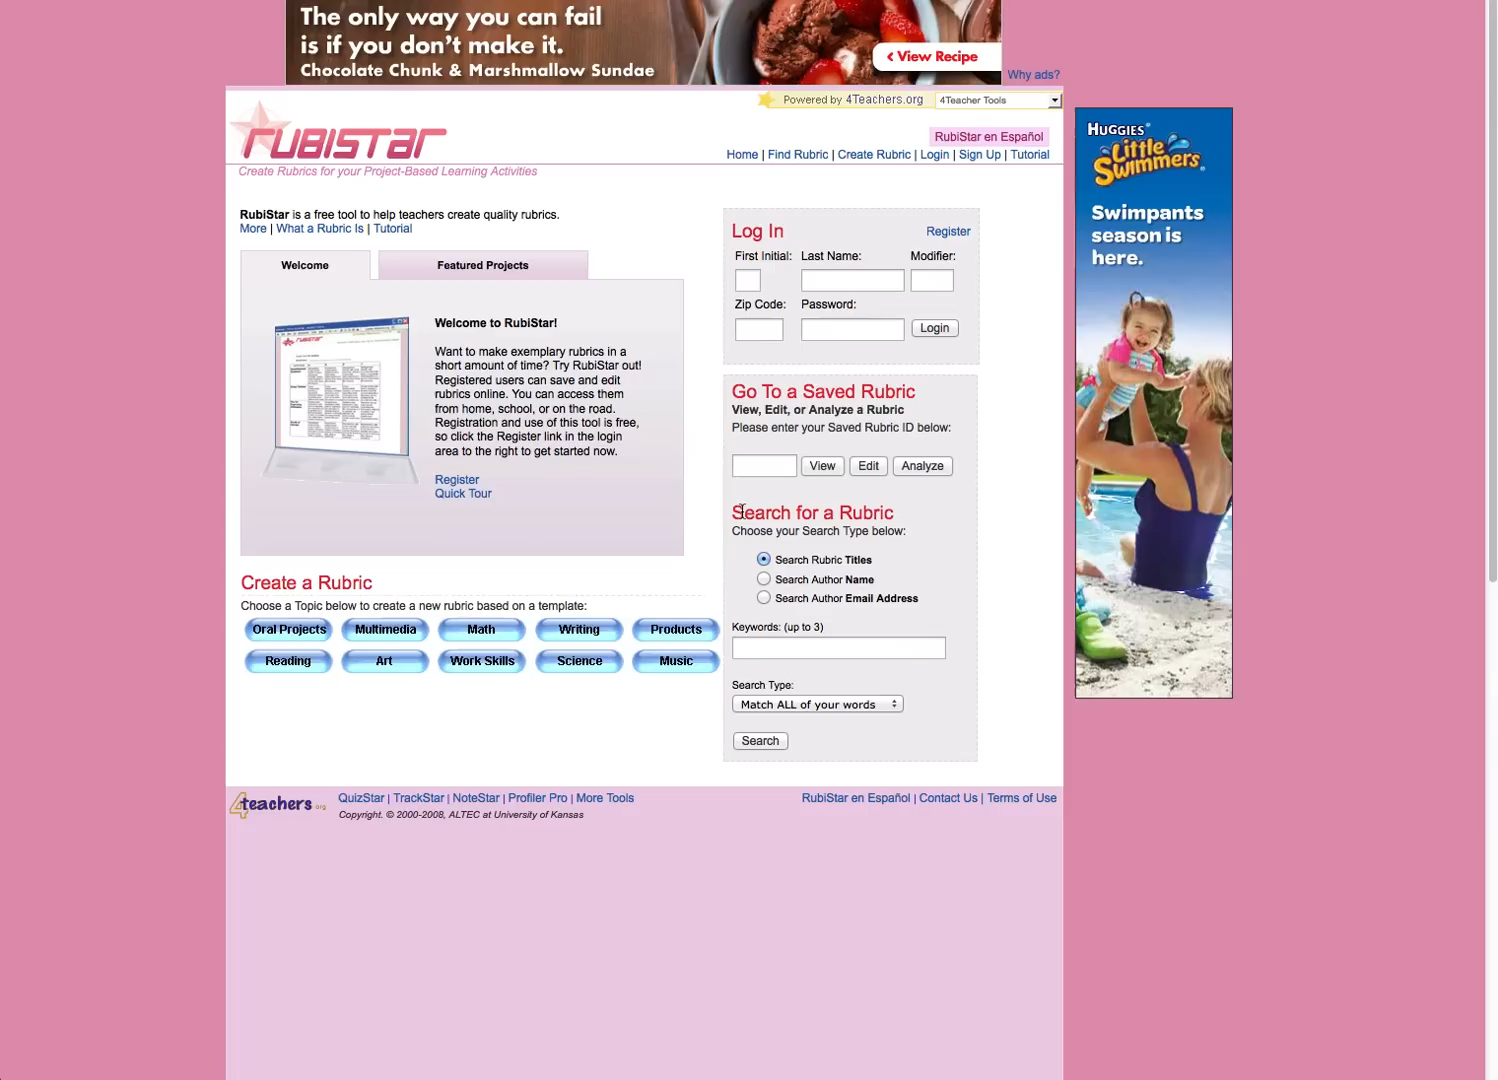 The only way you can fail
is if you don't make it.
Chocolate Chunk & Marshmallow Sundae
‹ View Recipe
Why ads?
Powered by 4Teachers.org
4Teacher Tools
RUBISTAR
RubiStar en Español
Home | Find Rubric | Create Rubric | Login | Sign Up | Tutorial
Create Rubrics for your Project-Based Learning Activities
RubiStar is a free tool to help teachers create quality rubrics.
More | What a Rubric Is | Tutorial
Welcome
Featured Projects
RUBISTAR
Welcome to RubiStar!
Want to make exemplary rubrics in a
short amount of time? Try RubiStar out!
Registered users can save and edit
rubrics online. You can access them
from home, school, or on the road.
Registration and use of this tool is free,
so click the Register link in the login
area to the right to get started now.
Register
Quick Tour
Create a Rubric
Choose a Topic below to create a new rubric based on a template:
Oral Projects Multimedia Math Writing Products
Reading Art Work Skills Science Music
Log In
Register
First Initial: Last Name: Modifier:
Zip Code: Password:
Login
Go To a Saved Rubric
View, Edit, or Analyze a Rubric
Please enter your Saved Rubric ID below:
View Edit Analyze
Search for a Rubric
Choose your Search Type below:
Search Rubric Titles
Search Author Name
Search Author Email Address
Keywords: (up to 3)
Search Type:
Match ALL of your words
Search
HUGGIES®
Little
Swimmers®
Swimpants
season is
here.
4teachers.org
QuizStar | TrackStar | NoteStar | Profiler Pro | More Tools
Copyright. © 2000-2008, ALTEC at University of Kansas
RubiStar en Español | Contact Us | Terms of Use